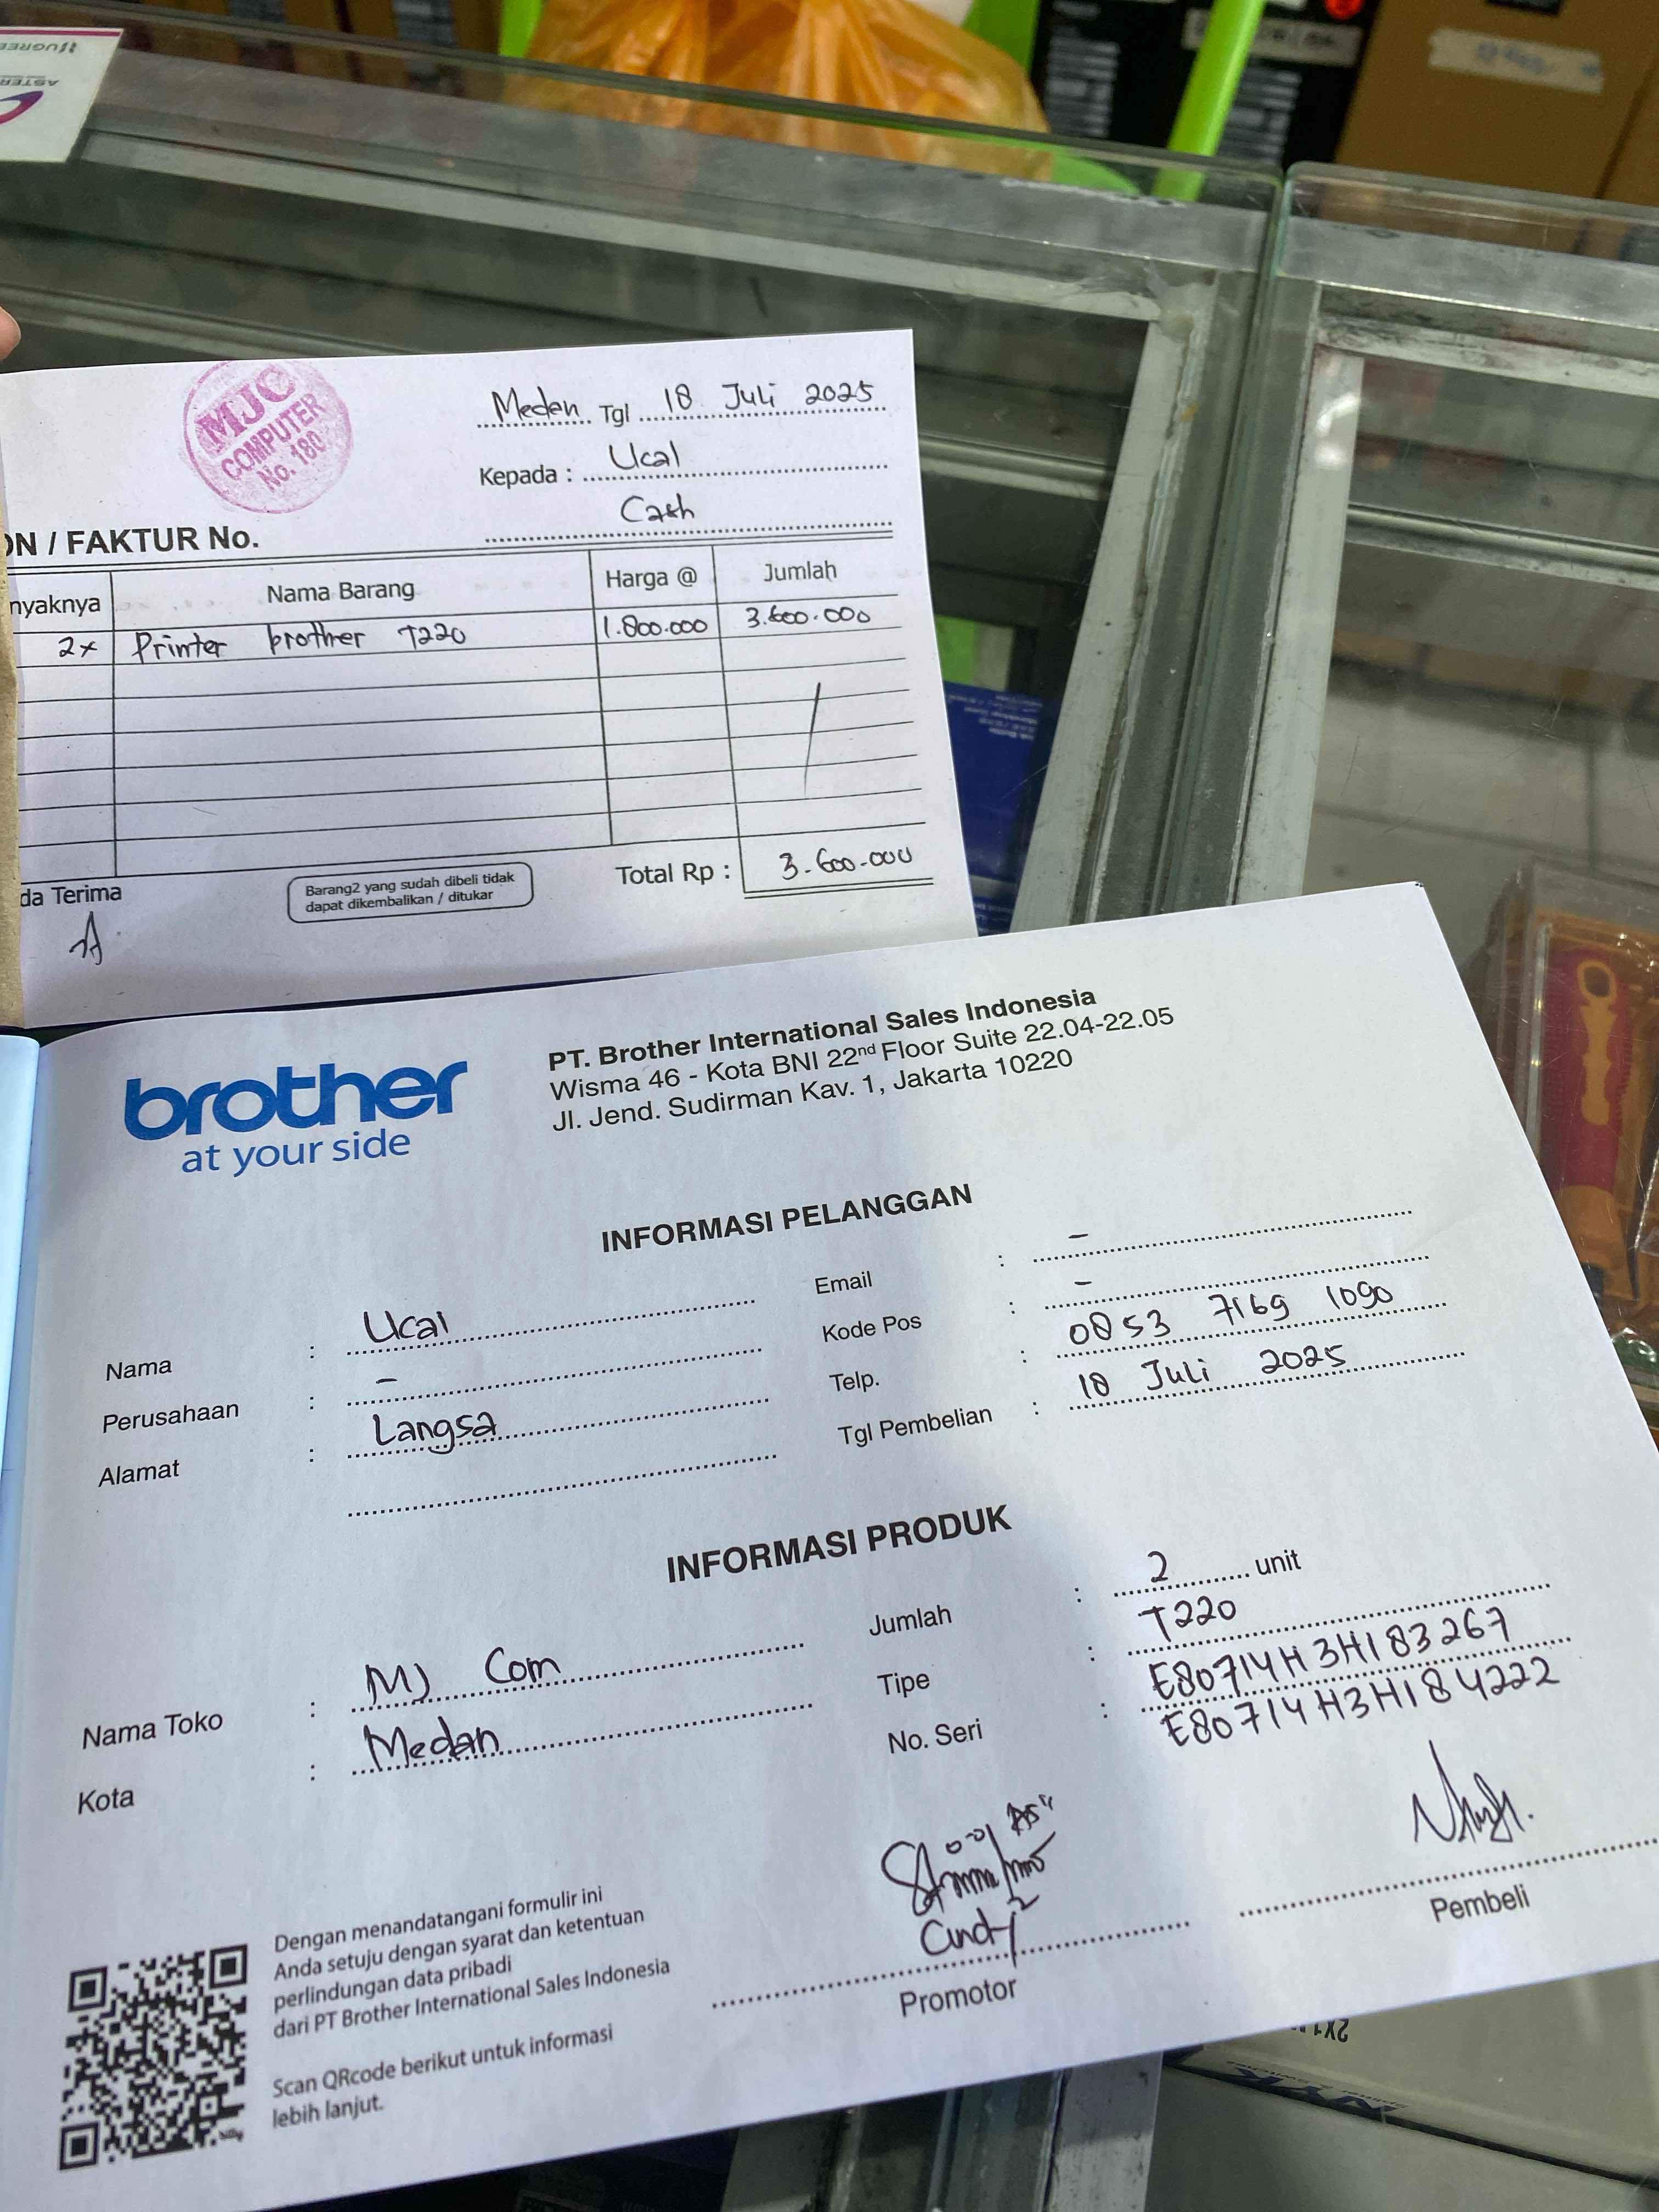 MJC
COMPUTER
No. 180
Medan Tgl 18 Juli 2025
Kepada : Ucal
Cash
ON / FAKTUR No.
nyaknya Nama Barang Harga @ Jumlah
2x Printer brother T220 1.800.000 3.600.000
Total Rp : 3.600.000
da Terima
Barang2 yang sudah dibeli tidak
dapat dikembalikan / ditukar
brother
at your side
PT. Brother International Sales Indonesia
Wisma 46 - Kota BNI 22nd Floor Suite 22.04-22.05
Jl. Jend. Sudirman Kav. 1, Jakarta 10220
INFORMASI PELANGGAN
Nama : Ucal
Perusahaan : -
Alamat : Langsa
Email : -
Kode Pos : -
Telp. : 0853 7169 1090
Tgl Pembelian : 18 Juli 2025
INFORMASI PRODUK
Nama Toko : MJ Com
Kota : Medan
Jumlah : 2 unit
Tipe : T220
No. Seri : E80714H3H183267
E80714H3H184222
Dengan menandatangani formulir ini
Anda setuju dengan syarat dan ketentuan
perlindungan data pribadi
dari PT Brother International Sales Indonesia
Scan QRcode berikut untuk informasi
lebih lanjut.
Cindy
Promotor
Pembeli